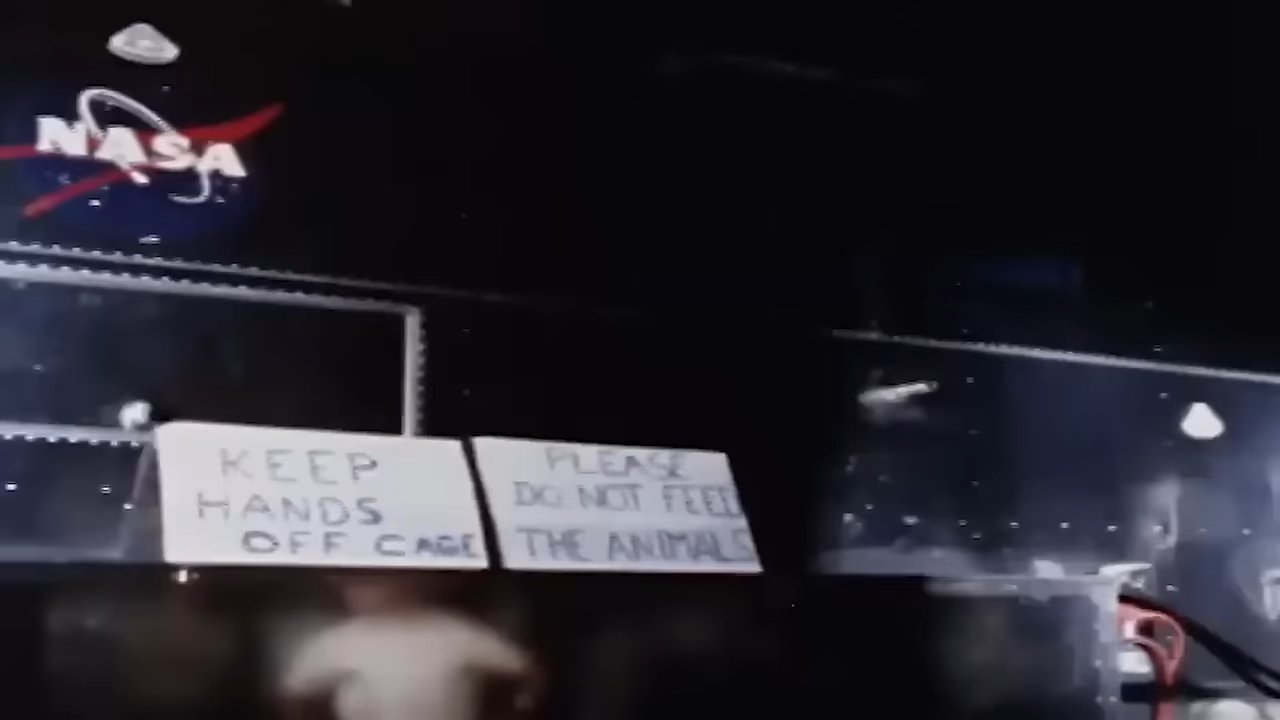 NASA
KEEP
HANDS
OFF CAGE
PLEASE
DO NOT FEED
THE ANIMALS